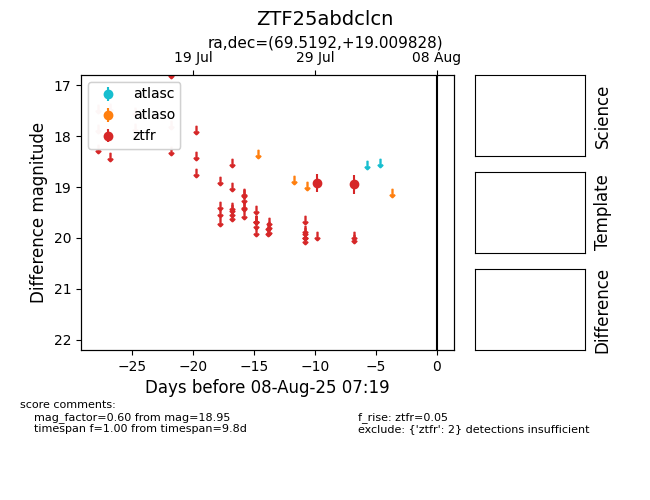 ZTF25abdclcn
ra,dec=(69.5192,+19.009828)
19 Jul 29 Jul 08 Aug
atlasc
atlaso
ztfr
17
18
19
20
21
22
Difference magnitude
−25 −20 −15 −10 −5 0
Days before 08-Aug-25 07:19
Science
Template
Difference
score comments:
mag_factor=0.60 from mag=18.95
timespan f=1.00 from timespan=9.8d
f_rise: ztfr=0.05
exclude: {'ztfr': 2} detections insufficient